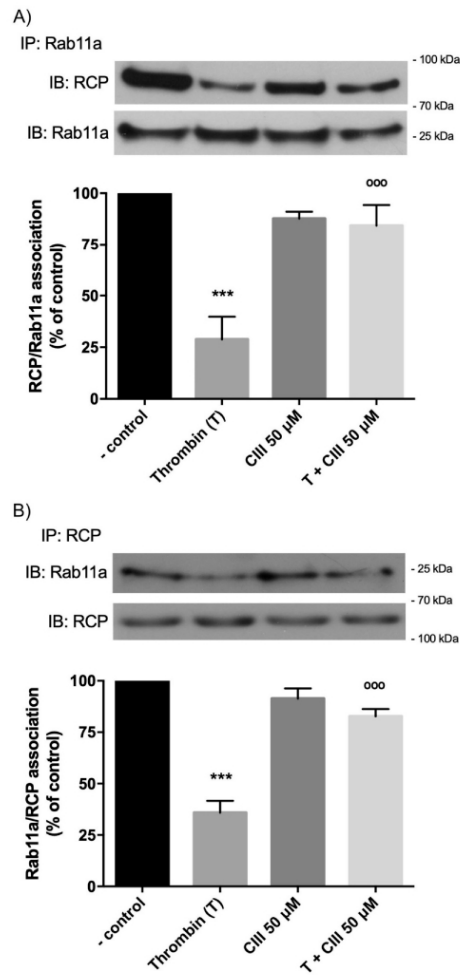 A)
IP: Rab11a
- 100 kDa
IB: RCP
- 70 kDa
IB: Rab11a
- 25 kDa
RCP/Rab11a association
(% of control)
100
75
50
25
0
***
ooo
- control
Thrombin (T)
CIII 50 µM
T + CIII 50 µM
B)
IP: RCP
IB: Rab11a
- 25 kDa
- 70 kDa
IB: RCP
- 100 kDa
Rab11a/RCP association
(% of control)
100
75
50
25
0
***
ooo
- control
Thrombin (T)
CIII 50 µM
T + CIII 50 µM